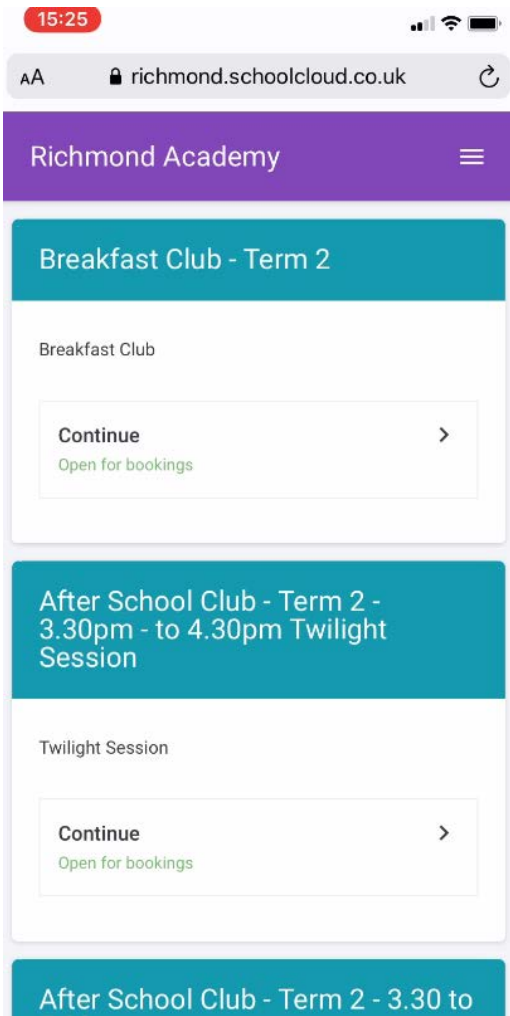 15:25
AA richmond.schoolcloud.co.uk
Richmond Academy
Breakfast Club - Term 2
Breakfast Club
Continue
Open for bookings
After School Club - Term 2 -
3.30pm - to 4.30pm Twilight
Session
Twilight Session
Continue
Open for bookings
After School Club - Term 2 - 3.30 to